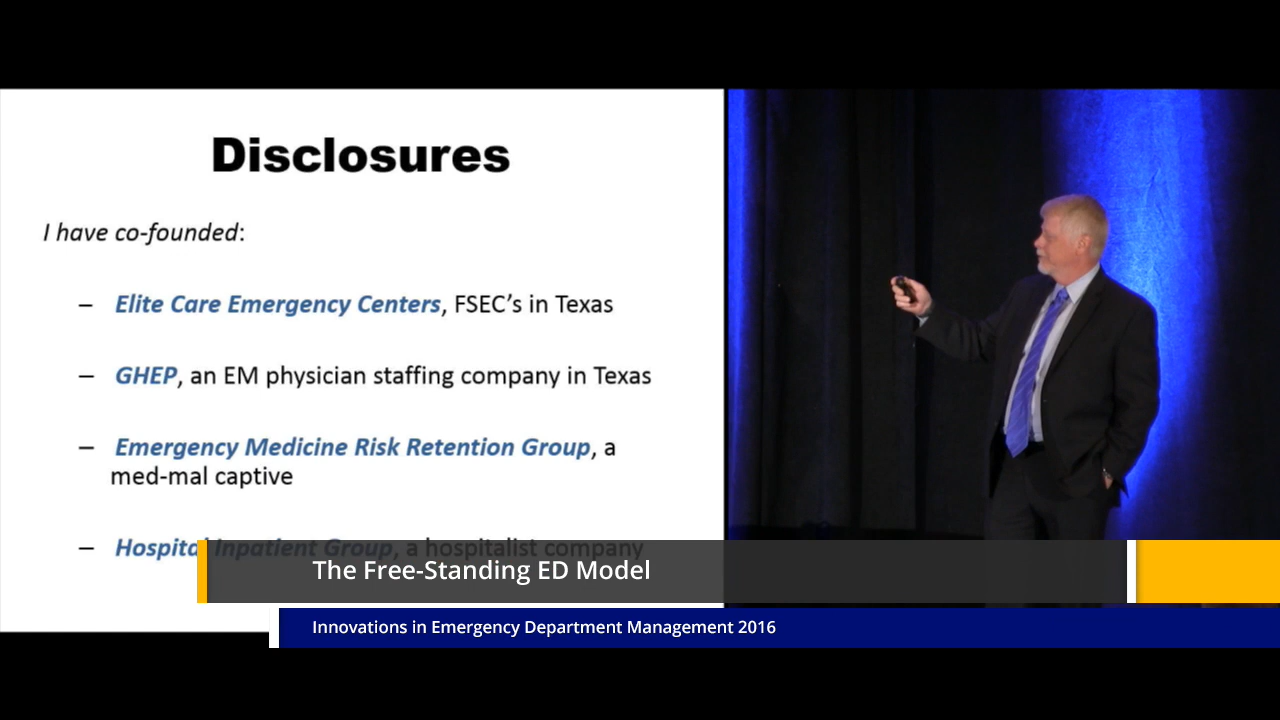 Disclosures
I have co-founded:
– Elite Care Emergency Centers, FSEC's in Texas
– GHEP, an EM physician staffing company in Texas
– Emergency Medicine Risk Retention Group, a
med-mal captive
– Hospital Inpatient Group, a hospitalist company
The Free-Standing ED Model
Innovations in Emergency Department Management 2016